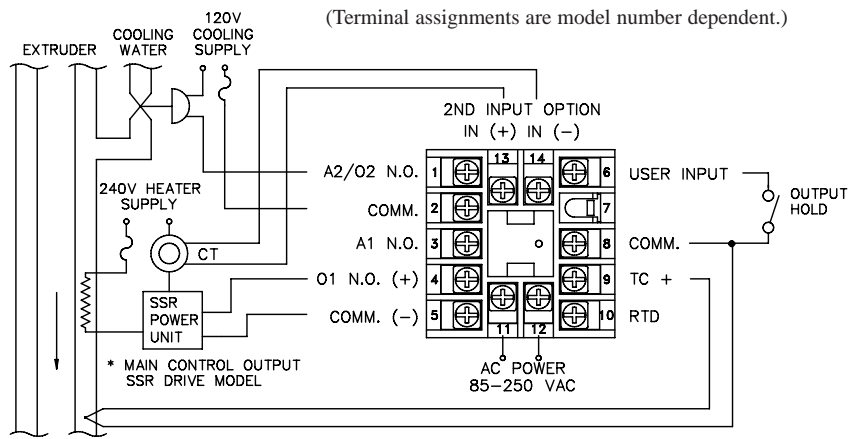 (Terminal assignments are model number dependent.)
120V
COOLING
SUPPLY
COOLING
WATER
EXTRUDER
2ND INPUT OPTION
IN (+) IN (-)
13 14
A2/O2 N.O. 1
6 USER INPUT
COMM. 2
7
OUTPUT
HOLD
A1 N.O. 3
8 COMM.
O1 N.O. (+) 4
9 TC +
COMM. (-) 5
10 RTD
11 12
AC POWER
85-250 VAC
240V HEATER
SUPPLY
CT
SSR
POWER
UNIT
* MAIN CONTROL OUTPUT
SSR DRIVE MODEL